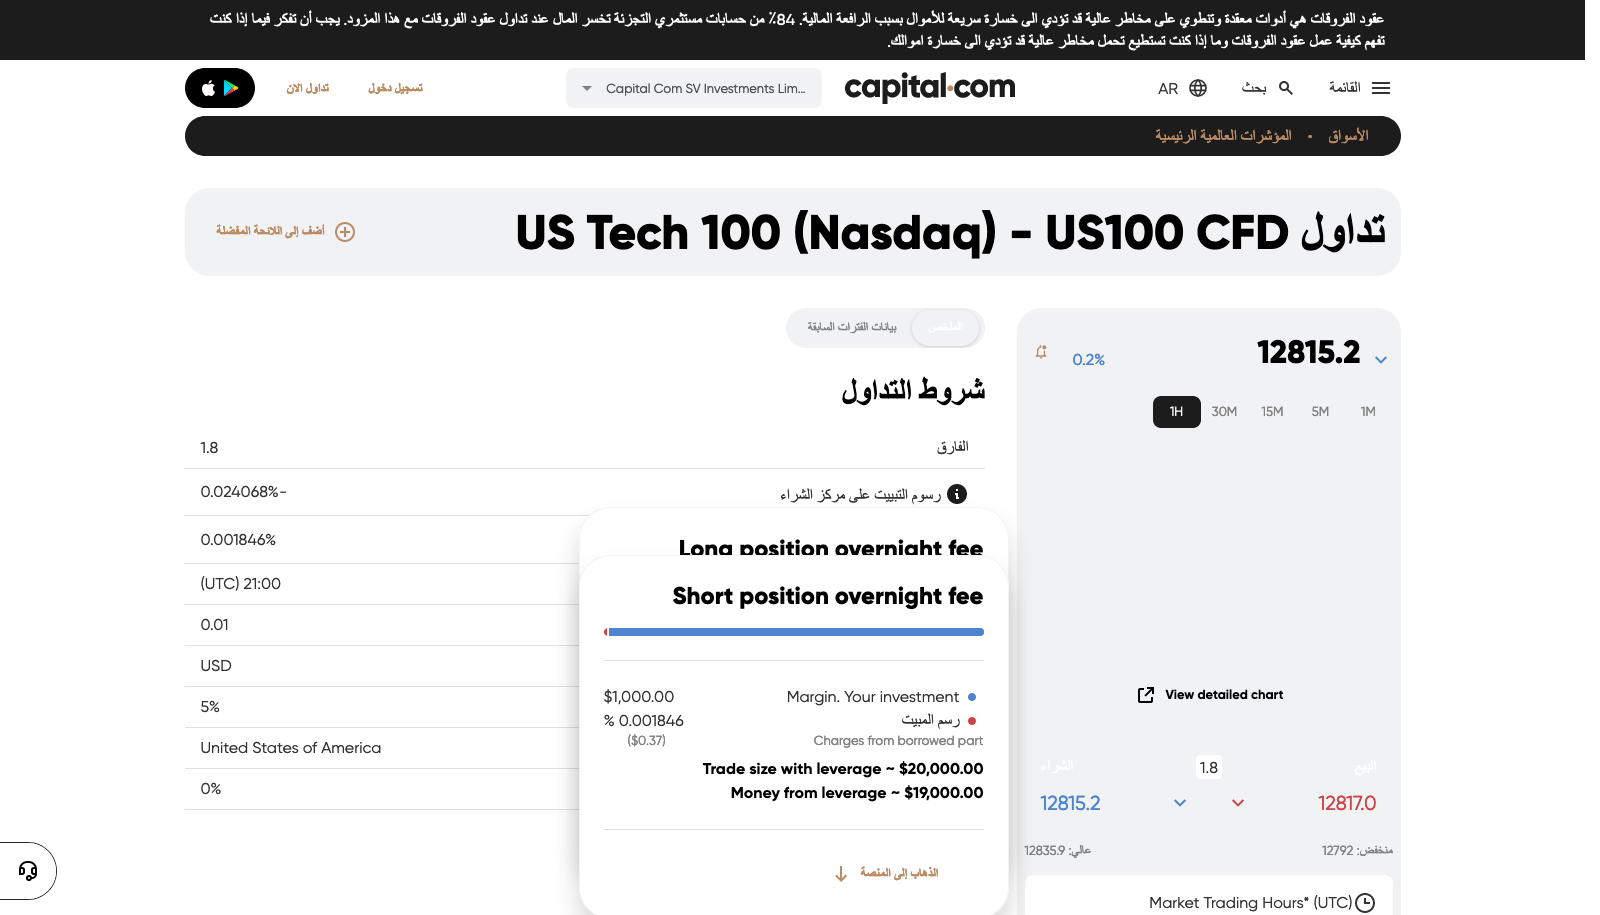 عقود الفروقات هي أدوات معقدة وتنطوي على مخاطر عالية قد تؤدي الى خسارة سريعة للأموال بسبب الرافعة المالية. 84٪ من حسابات مستثمري التجزئة تخسر المال عند تداول عقود الفروقات مع هذا المزود. يجب أن تفكر فيما إذا كنت
تفهم كيفية عمل عقود الفروقات وما إذا كنت تستطيع تحمل مخاطر عالية قد تؤدي الى خسارة اموالك.
القائمة
بحث
AR
capital.com
Capital Com SV Investments Lim...
تسجيل دخول
تداول الان
الأسواق • المؤشرات العالمية الرئيسية
تداول US Tech 100 (Nasdaq) - US100 CFD
أضف إلى اللائحة المفضلة
12815.2
0.2%
1M
5M
15M
30M
1H
View detailed chart
البيع
1.8
الشراء
12817.0
12815.2
منخفض: 12792
عالي: 12835.9
Market Trading Hours* (UTC)
الملخص
بيانات الفترات السابقة
شروط التداول
الفارق
1.8
رسوم التبييت على مركز الشراء
0.024068%-
0.001846%
(UTC) 21:00
0.01
USD
5%
United States of America
0%
Long position overnight fee
Short position overnight fee
Margin. Your investment
$1,000.00
رسم المبيت
% 0.001846
Charges from borrowed part
($0.37)
Trade size with leverage ~ $20,000.00
Money from leverage ~ $19,000.00
الذهاب إلى المنصة